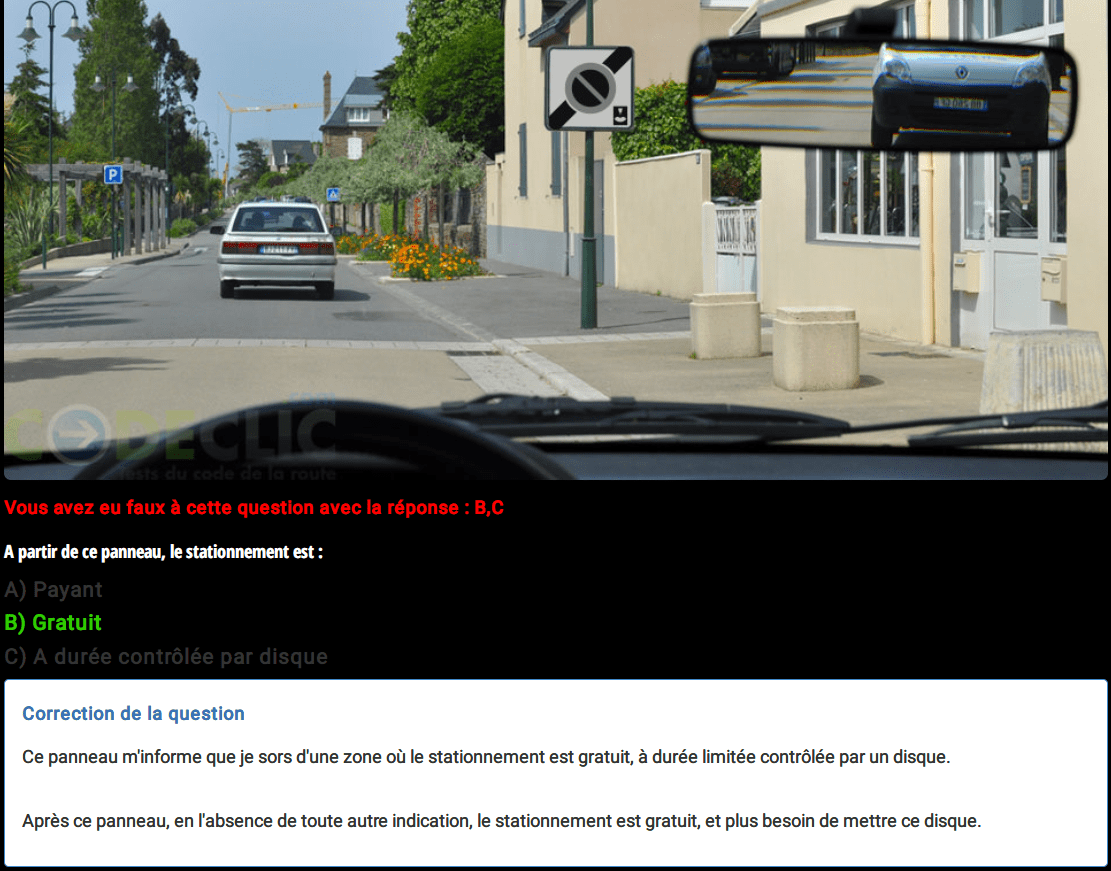 P
CODECLIC
Tests du code de la route
Vous avez eu faux à cette question avec la réponse : B,C
A partir de ce panneau, le stationnement est :
A) Payant
B) Gratuit
C) A durée contrôlée par disque
Correction de la question
Ce panneau m'informe que je sors d'une zone où le stationnement est gratuit, à durée limitée contrôlée par un disque.
Après ce panneau, en l'absence de toute autre indication, le stationnement est gratuit, et plus besoin de mettre ce disque.